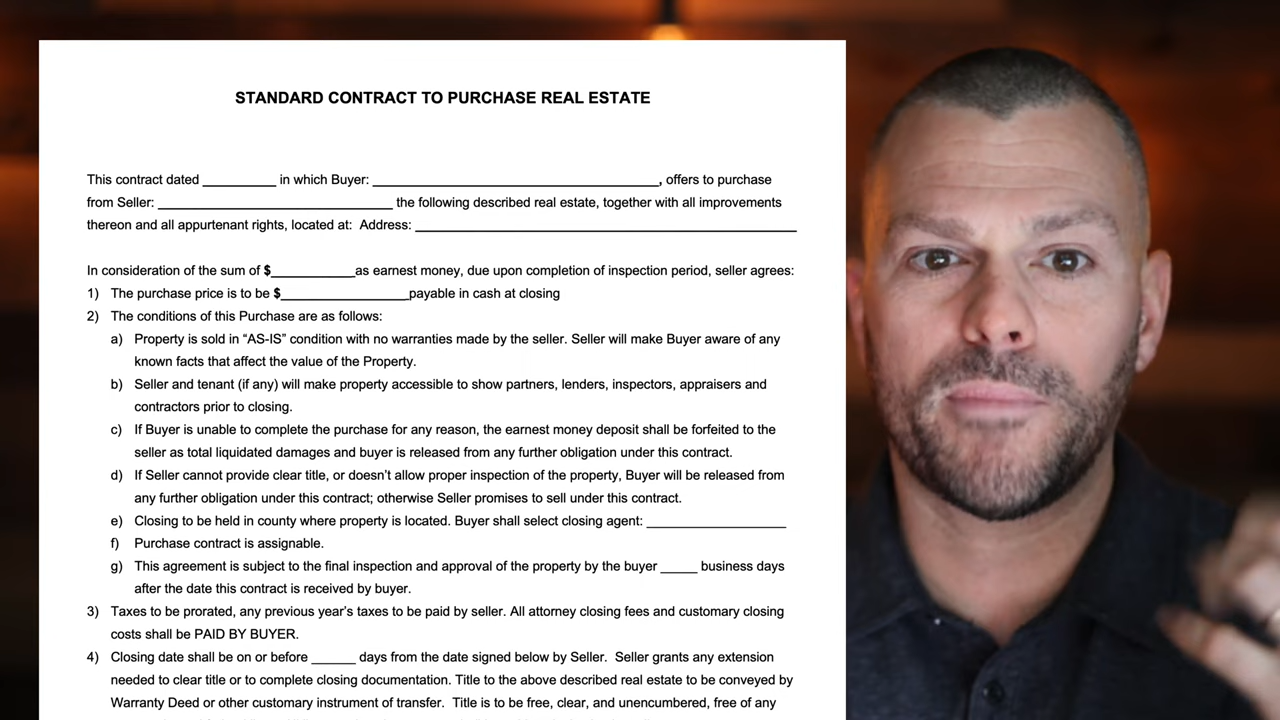 STANDARD CONTRACT TO PURCHASE REAL ESTATE
This contract dated __________ in which Buyer: ________________________________________, offers to purchase
from Seller: ________________________________ the following described real estate, together with all improvements
thereon and all appurtenant rights, located at: Address: ____________________________________________________
In consideration of the sum of $___________as earnest money, due upon completion of inspection period, seller agrees:
1) The purchase price is to be $_________________payable in cash at closing
2) The conditions of this Purchase are as follows:
a) Property is sold in “AS-IS” condition with no warranties made by the seller. Seller will make Buyer aware of any
known facts that affect the value of the Property.
b) Seller and tenant (if any) will make property accessible to show partners, lenders, inspectors, appraisers and
contractors prior to closing.
c) If Buyer is unable to complete the purchase for any reason, the earnest money deposit shall be forfeited to the
seller as total liquidated damages and buyer is released from any further obligation under this contract.
d) If Seller cannot provide clear title, or doesn’t allow proper inspection of the property, Buyer will be released from
any further obligation under this contract; otherwise Seller promises to sell under this contract.
e) Closing to be held in county where property is located. Buyer shall select closing agent: ___________________
f) Purchase contract is assignable.
g) This agreement is subject to the final inspection and approval of the property by the buyer _____ business days
after the date this contract is received by buyer.
3) Taxes to be prorated, any previous year’s taxes to be paid by seller. All attorney closing fees and customary closing
costs shall be PAID BY BUYER.
4) Closing date shall be on or before ______ days from the date signed below by Seller. Seller grants any extension
needed to clear title or to complete closing documentation. Title to the above described real estate to be conveyed by
Warranty Deed or other customary instrument of transfer. Title is to be free, clear, and unencumbered, free of any